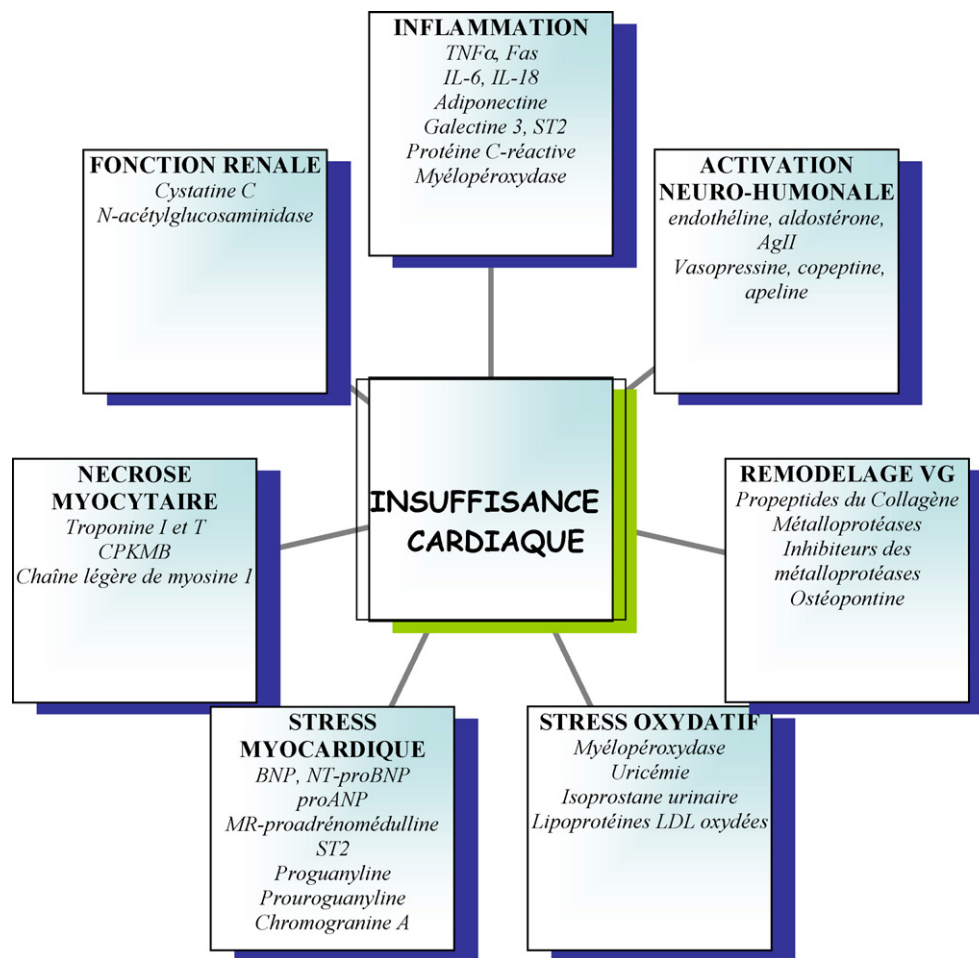 INFLAMMATION
TNFα, Fas
IL-6, IL-18
Adiponectine
Galectine 3, ST2
Protéine C-réactive
Myélopéroxydase
FONCTION RENALE
Cystatine C
N-acétylglucosaminidase
ACTIVATION
NEURO-HUMONALE
endothéline, aldostérone,
AgII
Vasopressine, copeptine,
apeline
INSUFFISANCE
CARDIAQUE
NECROSE
MYOCYTAIRE
Troponine I et T
CPKMB
Chaîne légère de myosine 1
REMODELAGE VG
Propeptides du Collagène
Métalloprotéases
Inhibiteurs des
métalloprotéases
Ostéopontine
STRESS
MYOCARDIQUE
BNP, NT-proBNP
proANP
MR-proadrénomédulline
ST2
Proguanyline
Prouroguanyline
Chromogranine A
STRESS OXYDATIF
Myélopéroxydase
Uricémie
Isoprostane urinaire
Lipoprotéines LDL oxydées